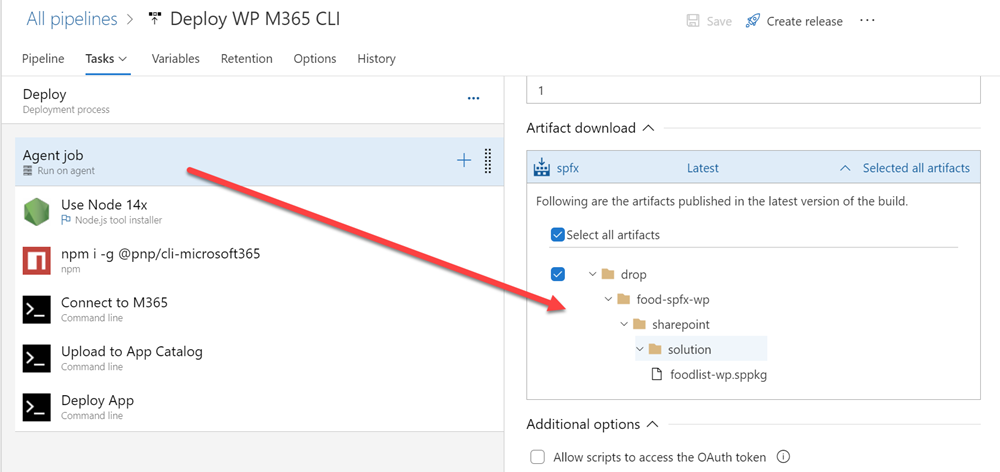 All pipelines > Deploy WP M365 CLI
Save Create release ...
Pipeline Tasks Variables Retention Options History
Deploy
Deployment process
...
Agent job
Run on agent
Use Node 14x
Node.js tool installer
npm i -g @pnp/cli-microsoft365
npm
Connect to M365
Command line
Upload to App Catalog
Command line
Deploy App
Command line
1
Artifact download
spfx Latest Selected all artifacts
Following are the artifacts published in the latest version of the build.
Select all artifacts
drop
food-spfx-wp
sharepoint
solution
foodlist-wp.sppkg
Additional options
Allow scripts to access the OAuth token